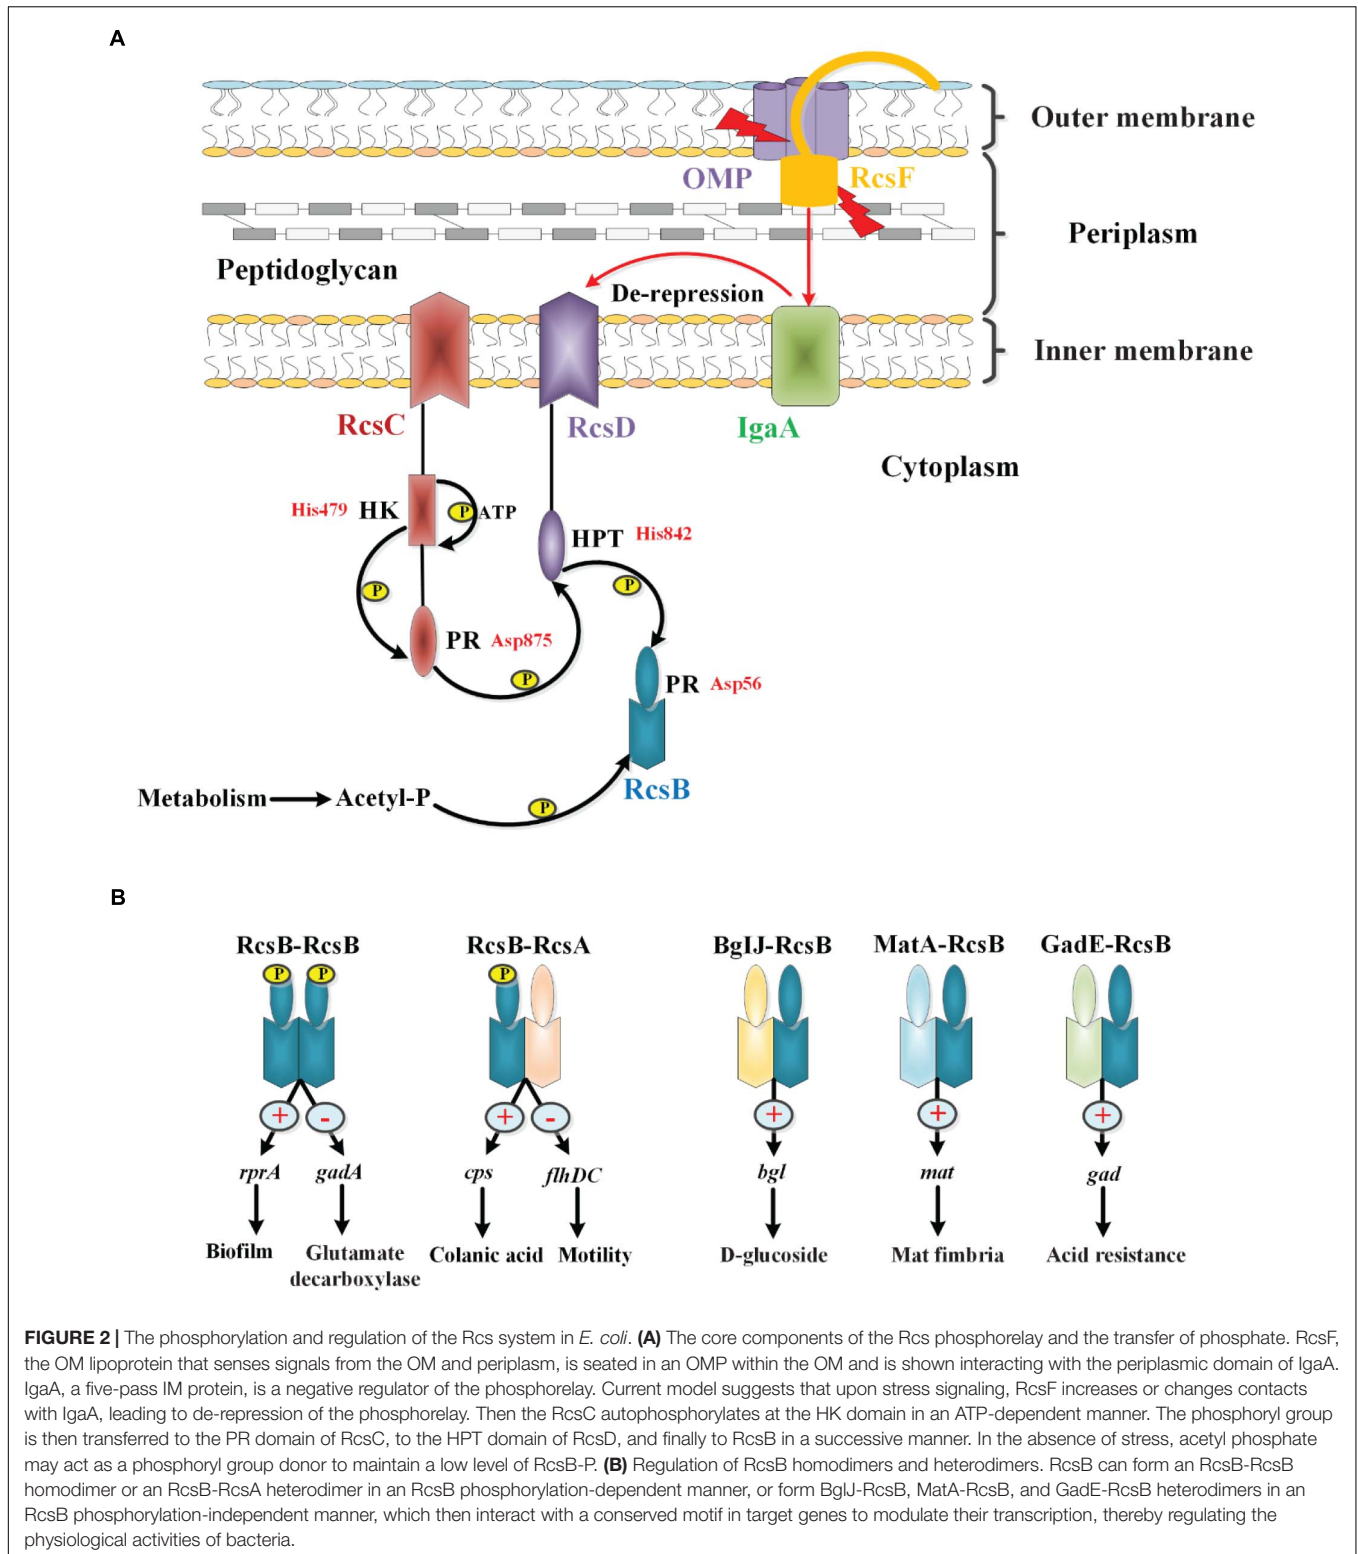 A
Outer membrane
OMP
RcsF
Periplasm
Peptidoglycan
De-repression
Inner membrane
RcsC
RcsD
IgaA
Cytoplasm
His479 HK
P
ATP
HPT His842
P
P
PR Asp875
P
PR Asp56
RcsB
Metabolism
Acetyl-P
P
B
RcsB-RcsB
RcsB-RcsA
BglJ-RcsB
MatA-RcsB
GadE-RcsB
P
P
P
+
-
+
-
+
+
+
rprA
gadA
cps
flhDC
bgl
mat
gad
Biofilm
Glutamate
decarboxylase
Colanic acid
Motility
D-glucoside
Mat fimbria
Acid resistance
FIGURE 2 | The phosphorylation and regulation of the Rcs system in E. coli. (A) The core components of the Rcs phosphorelay and the transfer of phosphate. RcsF,
the OM lipoprotein that senses signals from the OM and periplasm, is seated in an OMP within the OM and is shown interacting with the periplasmic domain of IgaA.
IgaA, a five-pass IM protein, is a negative regulator of the phosphorelay. Current model suggests that upon stress signaling, RcsF increases or changes contacts
with IgaA, leading to de-repression of the phosphorelay. Then the RcsC autophosphorylates at the HK domain in an ATP-dependent manner. The phosphoryl group
is then transferred to the PR domain of RcsC, to the HPT domain of RcsD, and finally to RcsB in a successive manner. In the absence of stress, acetyl phosphate
may act as a phosphoryl group donor to maintain a low level of RcsB-P. (B) Regulation of RcsB homodimers and heterodimers. RcsB can form an RcsB-RcsB
homodimer or an RcsB-RcsA heterodimer in an RcsB phosphorylation-dependent manner, or form BglJ-RcsB, MatA-RcsB, and GadE-RcsB heterodimers in an
RcsB phosphorylation-independent manner, which then interact with a conserved motif in target genes to modulate their transcription, thereby regulating the
physiological activities of bacteria.